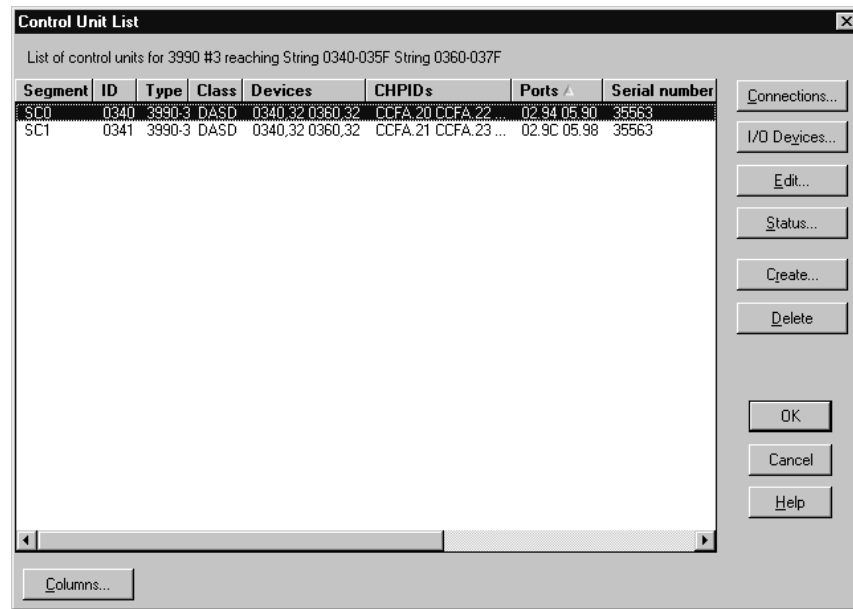 Control Unit List
List of control units for 3990 #3 reaching String 0340-035F String 0360-037F
Segment ID Type Class Devices CHPIDs Ports Serial number
SC0 0340 3990-3 DASD 0340,32 0360,32 CCFA.20 CCFA.22 ... 02.94 05.90 35563
SC1 0341 3990-3 DASD 0340,32 0360,32 CCFA.21 CCFA.23 ... 02.9C 05.98 35563
Connections...
I/O Devices...
Edit...
Status...
Create...
Delete
OK
Cancel
Help
Columns...